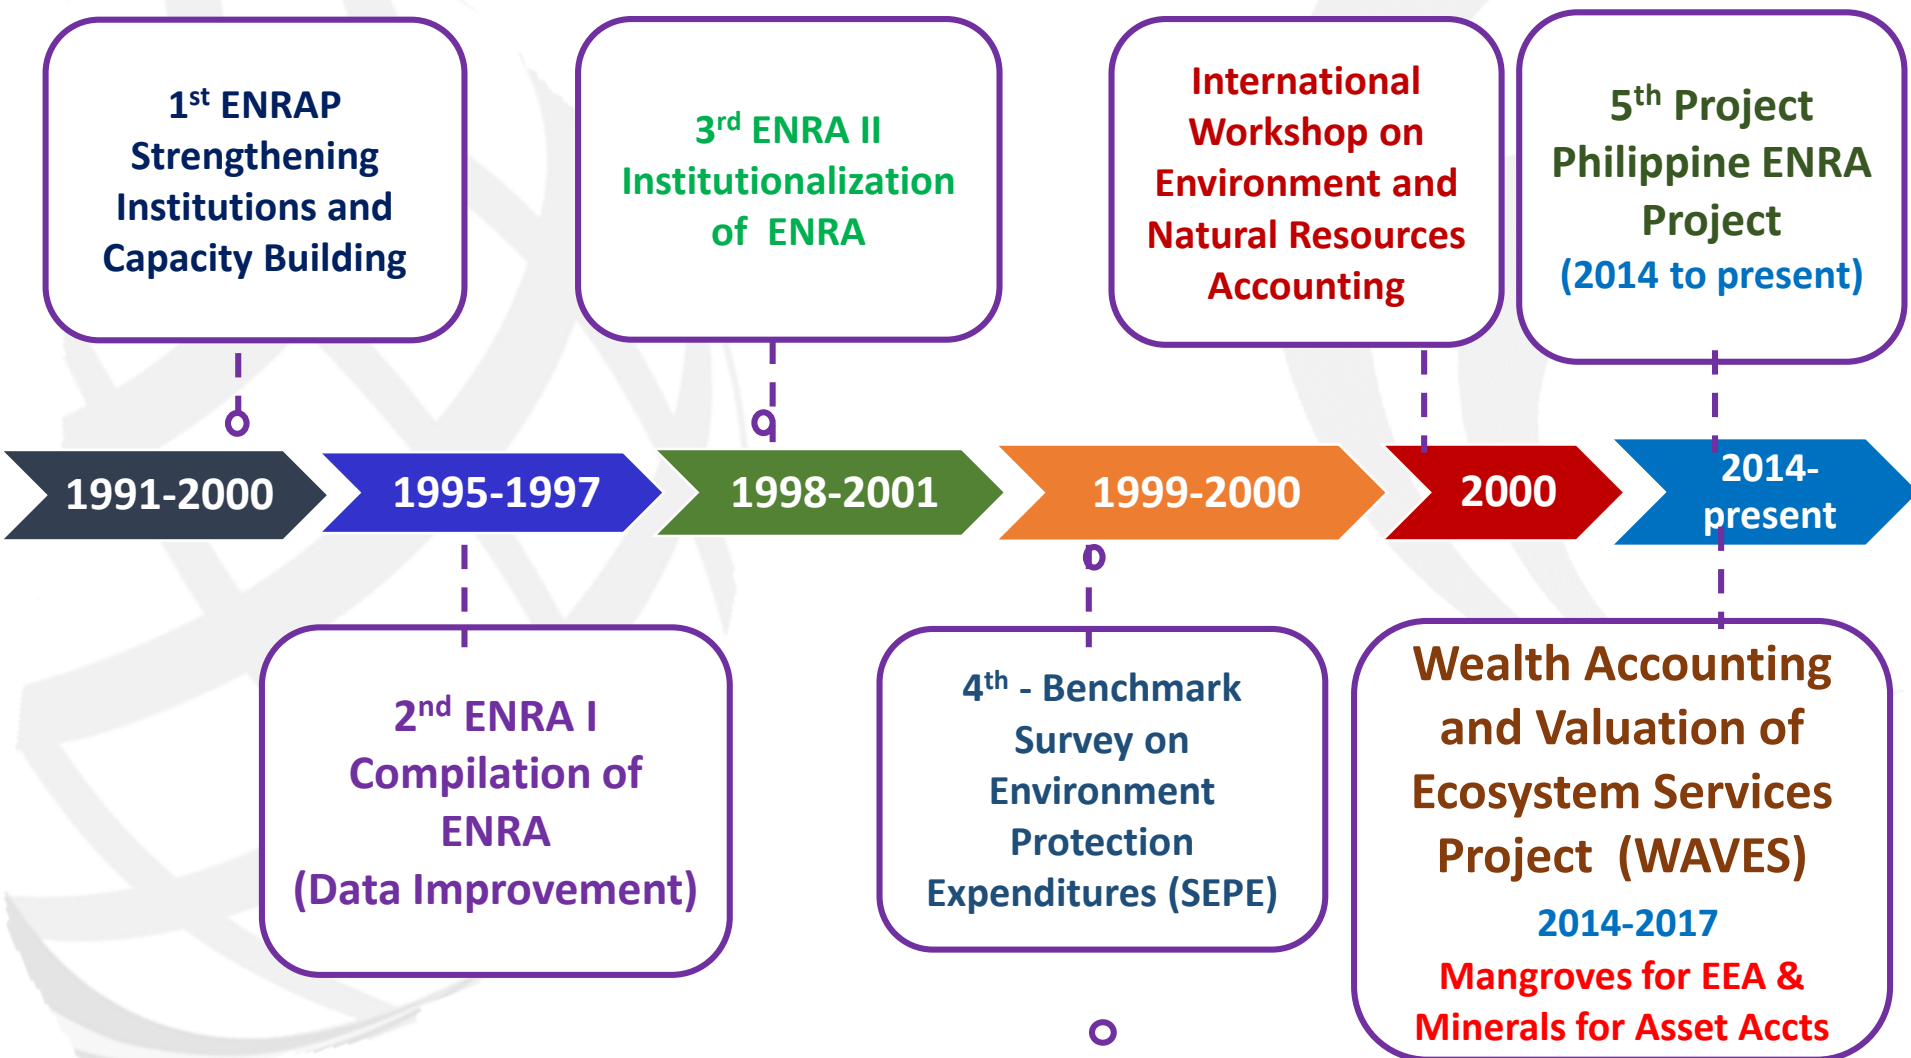 1st ENRAP
Strengthening
Institutions and
Capacity Building
3rd ENRA II
Institutionalization
of ENRA
International
Workshop on
Environment and
Natural Resources
Accounting
5th Project
Philippine ENRA
Project
(2014 to present)
1991-2000
1995-1997
1998-2001
1999-2000
2000
2014-
present
2nd ENRA I
Compilation of
ENRA
(Data Improvement)
4th - Benchmark
Survey on
Environment
Protection
Expenditures (SEPE)
Wealth Accounting
and Valuation of
Ecosystem Services
Project (WAVES)
2014-2017
Mangroves for EEA &
Minerals for Asset Accts